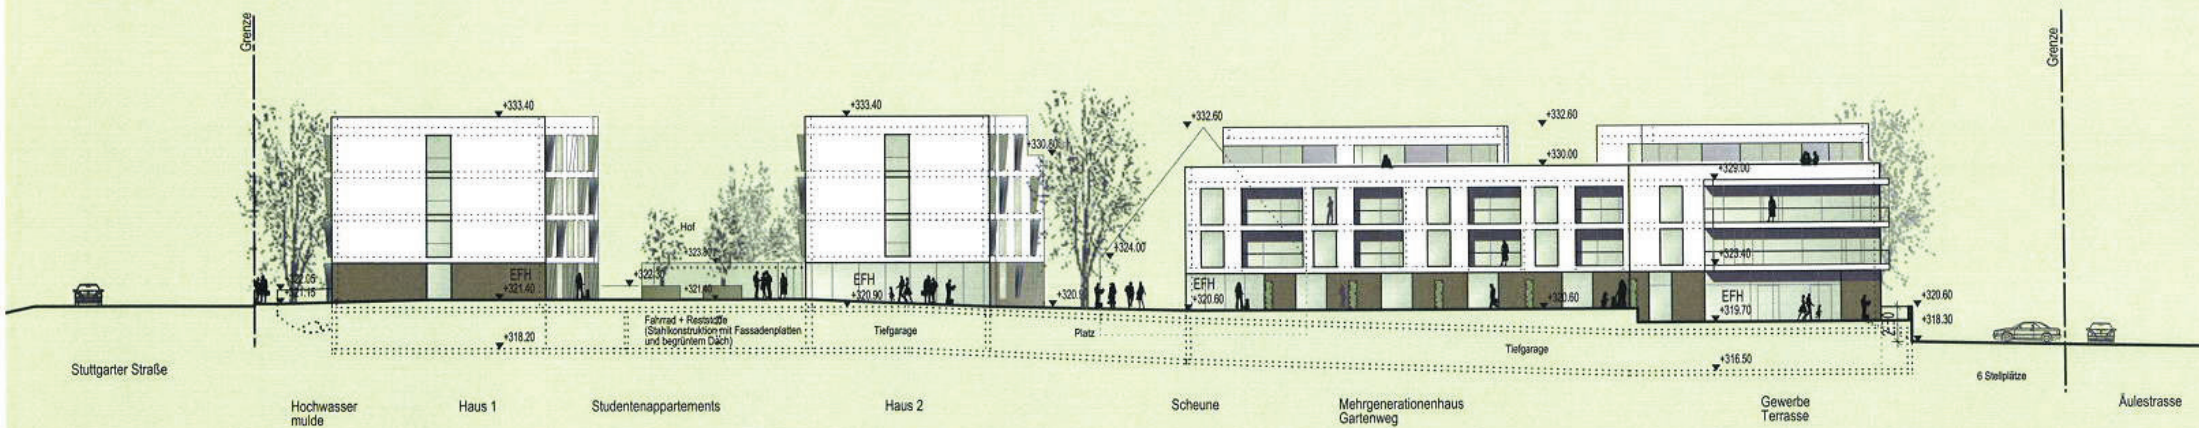 Grenze
Grenze
+333.40
+333.40
+332.60
+332.60
+330.80
+330.00
+329.00
Hof
+323.80
+324.00
+323.40
+322.05
+321.15
EFH
+321.40
+322.30
+321.60
EFH
+320.90
EFH
+320.60
+320.60
EFH
+319.70
+320.60
+318.30
+318.20
Fahrrad + Reststoffe
(Stahlkonstruktion mit Fassadenplatten
und begrüntem Dach)
Tiefgarage
Platz
Tiefgarage
+316.50
6 Stellplätze
Stuttgarter Straße
Hochwasser
mulde
Haus 1
Studentenappartements
Haus 2
Scheune
Mehrgenerationenhaus
Gartenweg
Gewerbe
Terrasse
Äulestrasse